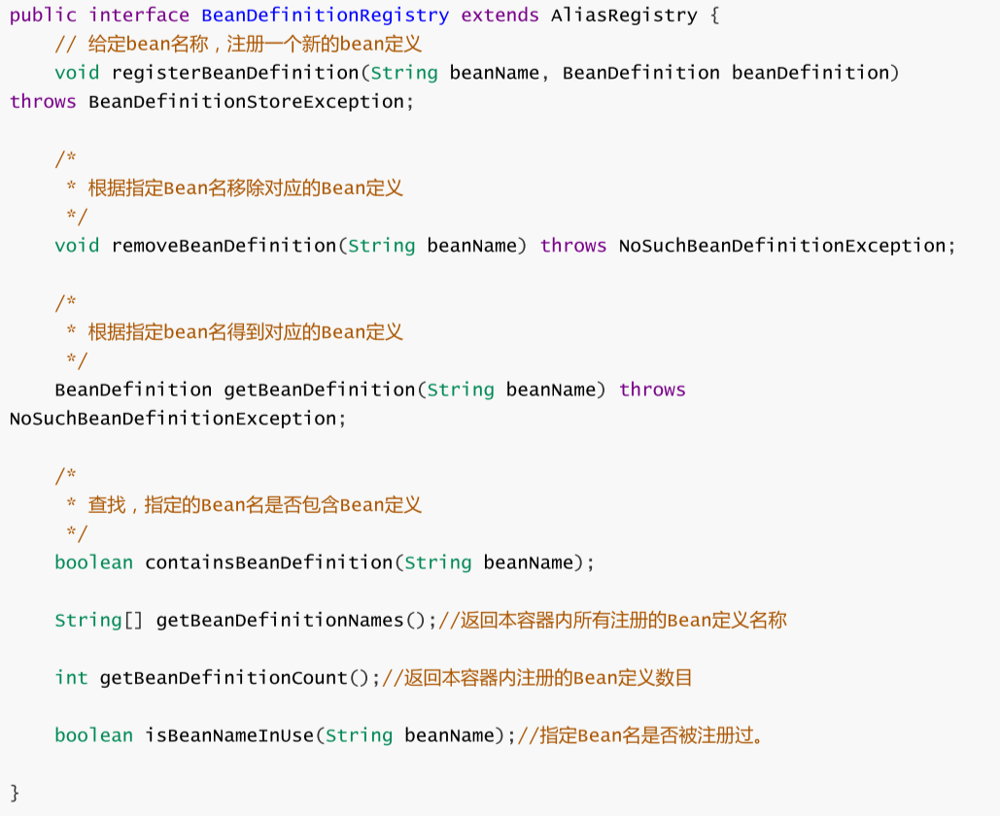 public interface BeanDefinitionRegistry extends AliasRegistry {
    // 给定bean名称，注册一个新的bean定义
    void registerBeanDefinition(String beanName, BeanDefinition beanDefinition)
throws BeanDefinitionStoreException;

    /*
     * 根据指定Bean名移除对应的Bean定义
     */
    void removeBeanDefinition(String beanName) throws NoSuchBeanDefinitionException;

    /*
     * 根据指定bean名得到对应的Bean定义
     */
    BeanDefinition getBeanDefinition(String beanName) throws
NoSuchBeanDefinitionException;

    /*
     * 查找，指定的Bean名是否包含Bean定义
     */
    boolean containsBeanDefinition(String beanName);

    String[] getBeanDefinitionNames();//返回本容器内所有注册的Bean定义名称

    int getBeanDefinitionCount();//返回本容器内注册的Bean定义数目

    boolean isBeanNameInUse(String beanName);//指定Bean名是否被注册过。

}